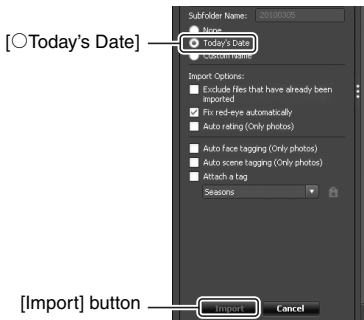 Subfolder Name: 20100305
None
[○Today's Date]
Today's Date
Custom Name
Import Options:
Exclude files that have already been
imported
Fix red-eye automatically
Auto rating (Only photos)
Auto face tagging (Only photos)
Auto scene tagging (Only photos)
Attach a tag
Seasons
[Import] button
Import
Cancel